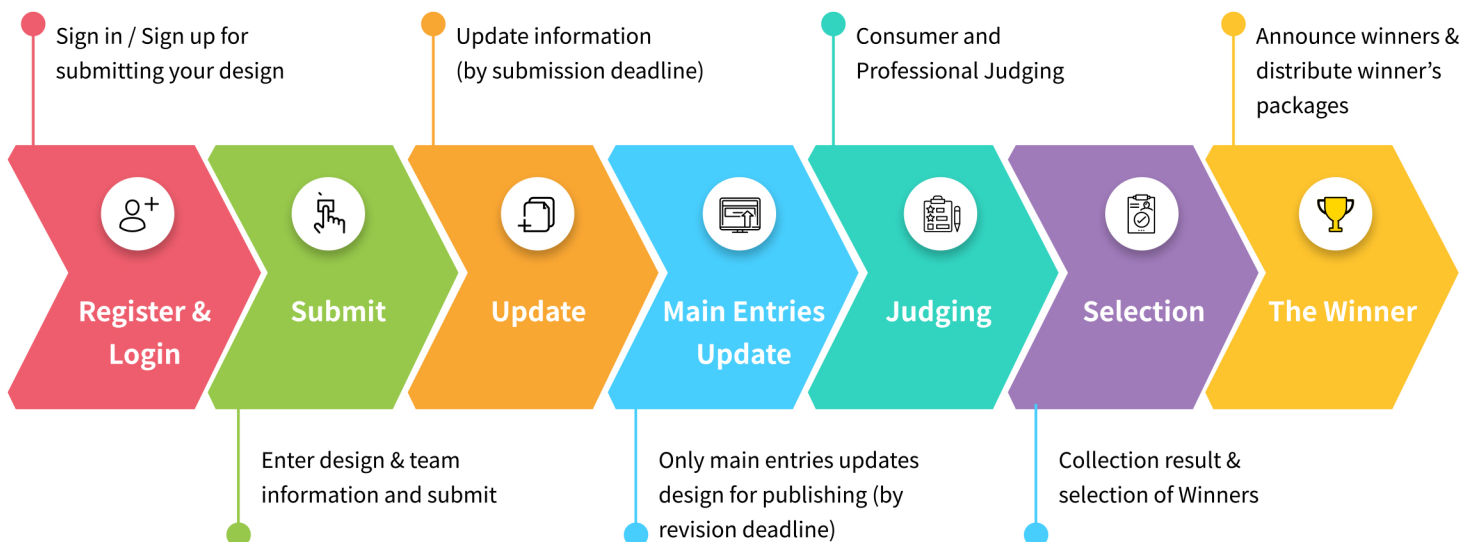 Sign in / Sign up for
submitting your design
Update information
(by submission deadline)
Consumer and
Professional Judging
Announce winners &
distribute winner’s
packages
Register &
Login
Submit
Update
Main Entries
Update
Judging
Selection
The Winner
Enter design & team
information and submit
Only main entries updates
design for publishing (by
revision deadline)
Collection result &
selection of Winners